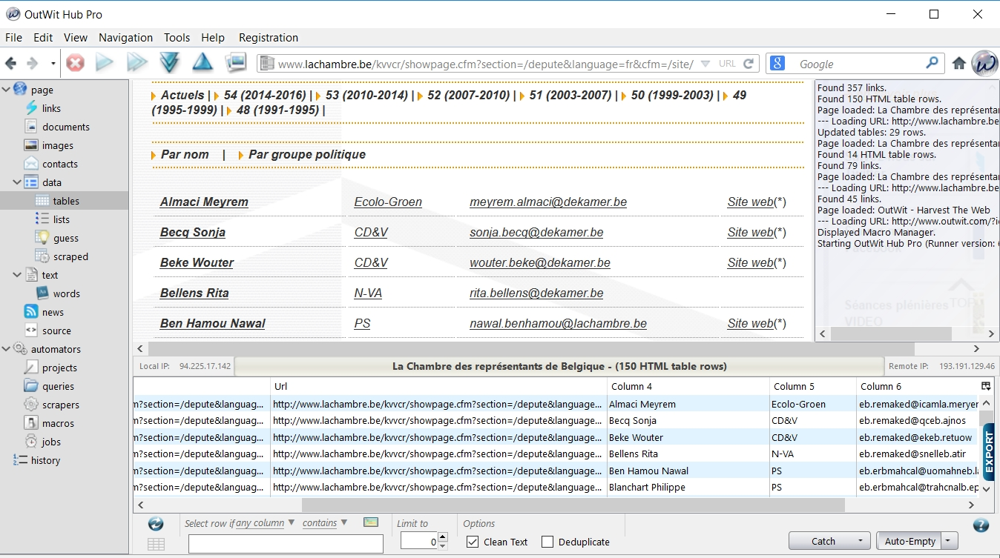 OutWit Hub Pro
File Edit View Navigation Tools Help Registration
www.lachambre.be/kvvcr/showpage.cfm?section=/depute&language=fr&cfm=/site/ URL Google
page
links
documents
images
contacts
data
tables
lists
guess
scraped
text
words
news
source
automators
projects
queries
scrapers
macros
jobs
history
Actuels | 54 (2014-2016) | 53 (2010-2014) | 52 (2007-2010) | 51 (2003-2007) | 50 (1999-2003) | 49
(1995-1999) | 48 (1991-1995) |
Par nom | Par groupe politique
Almaci Meyrem Ecolo-Groen meyrem.almaci@dekamer.be Site web(*)
Becq Sonja CD&V sonja.becq@dekamer.be Site web(*)
Beke Wouter CD&V wouter.beke@dekamer.be Site web(*)
Bellens Rita N-VA rita.bellens@dekamer.be
Ben Hamou Nawal PS nawal.benhamou@lachambre.be Site web(*)
Found 357 links.
Found 150 HTML table rows.
Page loaded: La Chambre des représentan
--- Loading URL: http://www.lachambre.be
Updated tables: 29 rows.
Page loaded: La Chambre des représentan
Found 14 HTML table rows.
Found 79 links.
Page loaded: La Chambre des représentan
--- Loading URL: http://www.lachambre.be
Found 45 links.
Page loaded: OutWit - Harvest The Web
--- Loading URL: http://www.outwit.com/?i
Displayed Macro Manager.
Starting OutWit Hub Pro (Runner version:
Facebook
Séances plénières TOP
VIDEO
Local IP: 94.225.17.142 La Chambre des représentants de Belgique - (150 HTML table rows) Remote IP: 193.191.129.46
Url Column 4 Column 5 Column 6
m?section=/depute&languag... http://www.lachambre.be/kvvcr/showpage.cfm?section=/depute&language... Almaci Meyrem Ecolo-Groen eb.remaked@icamla.meryer
m?section=/depute&languag... http://www.lachambre.be/kvvcr/showpage.cfm?section=/depute&language... Becq Sonja CD&V eb.remaked@qceb.ajnos
m?section=/depute&languag... http://www.lachambre.be/kvvcr/showpage.cfm?section=/depute&language... Beke Wouter CD&V eb.remaked@ekeb.retuow
m?section=/depute&languag... http://www.lachambre.be/kvvcr/showpage.cfm?section=/depute&language... Bellens Rita N-VA eb.remaked@snelleb.atir
m?section=/depute&languag... http://www.lachambre.be/kvvcr/showpage.cfm?section=/depute&language... Ben Hamou Nawal PS eb.erbmahcal@uomahneb.la
m?section=/depute&languag... http://www.lachambre.be/kvvcr/showpage.cfm?section=/depute&language... Blanchart Philippe PS eb.erbmahcal@trahcnalb.ep
EXPORT
Select row if any column contains Limit to Options
0 Clean Text Deduplicate Catch Auto-Empty